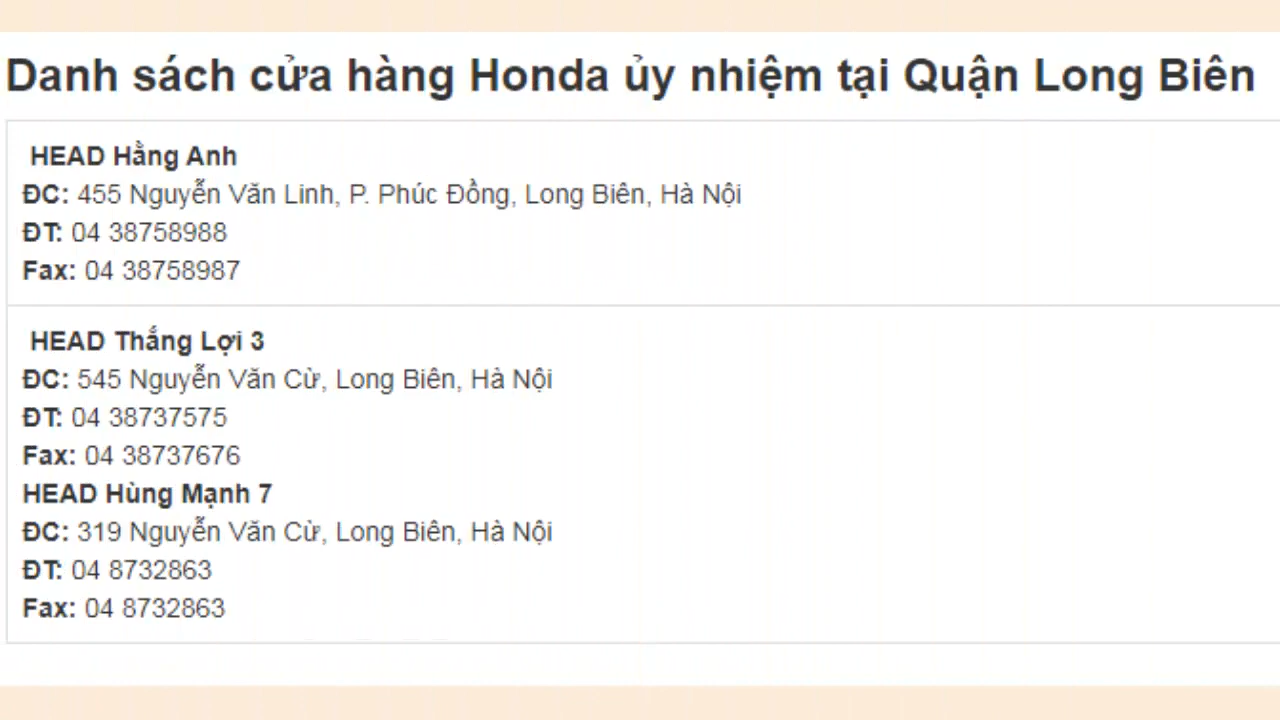 Danh sách cửa hàng Honda ủy nhiệm tại Quận Long Biên
HEAD Hằng Anh
ĐC: 455 Nguyễn Văn Linh, P. Phúc Đồng, Long Biên, Hà Nội
ĐT: 04 38758988
Fax: 04 38758987
HEAD Thắng Lợi 3
ĐC: 545 Nguyễn Văn Cừ, Long Biên, Hà Nội
ĐT: 04 38737575
Fax: 04 38737676
HEAD Hùng Mạnh 7
ĐC: 319 Nguyễn Văn Cừ, Long Biên, Hà Nội
ĐT: 04 8732863
Fax: 04 8732863